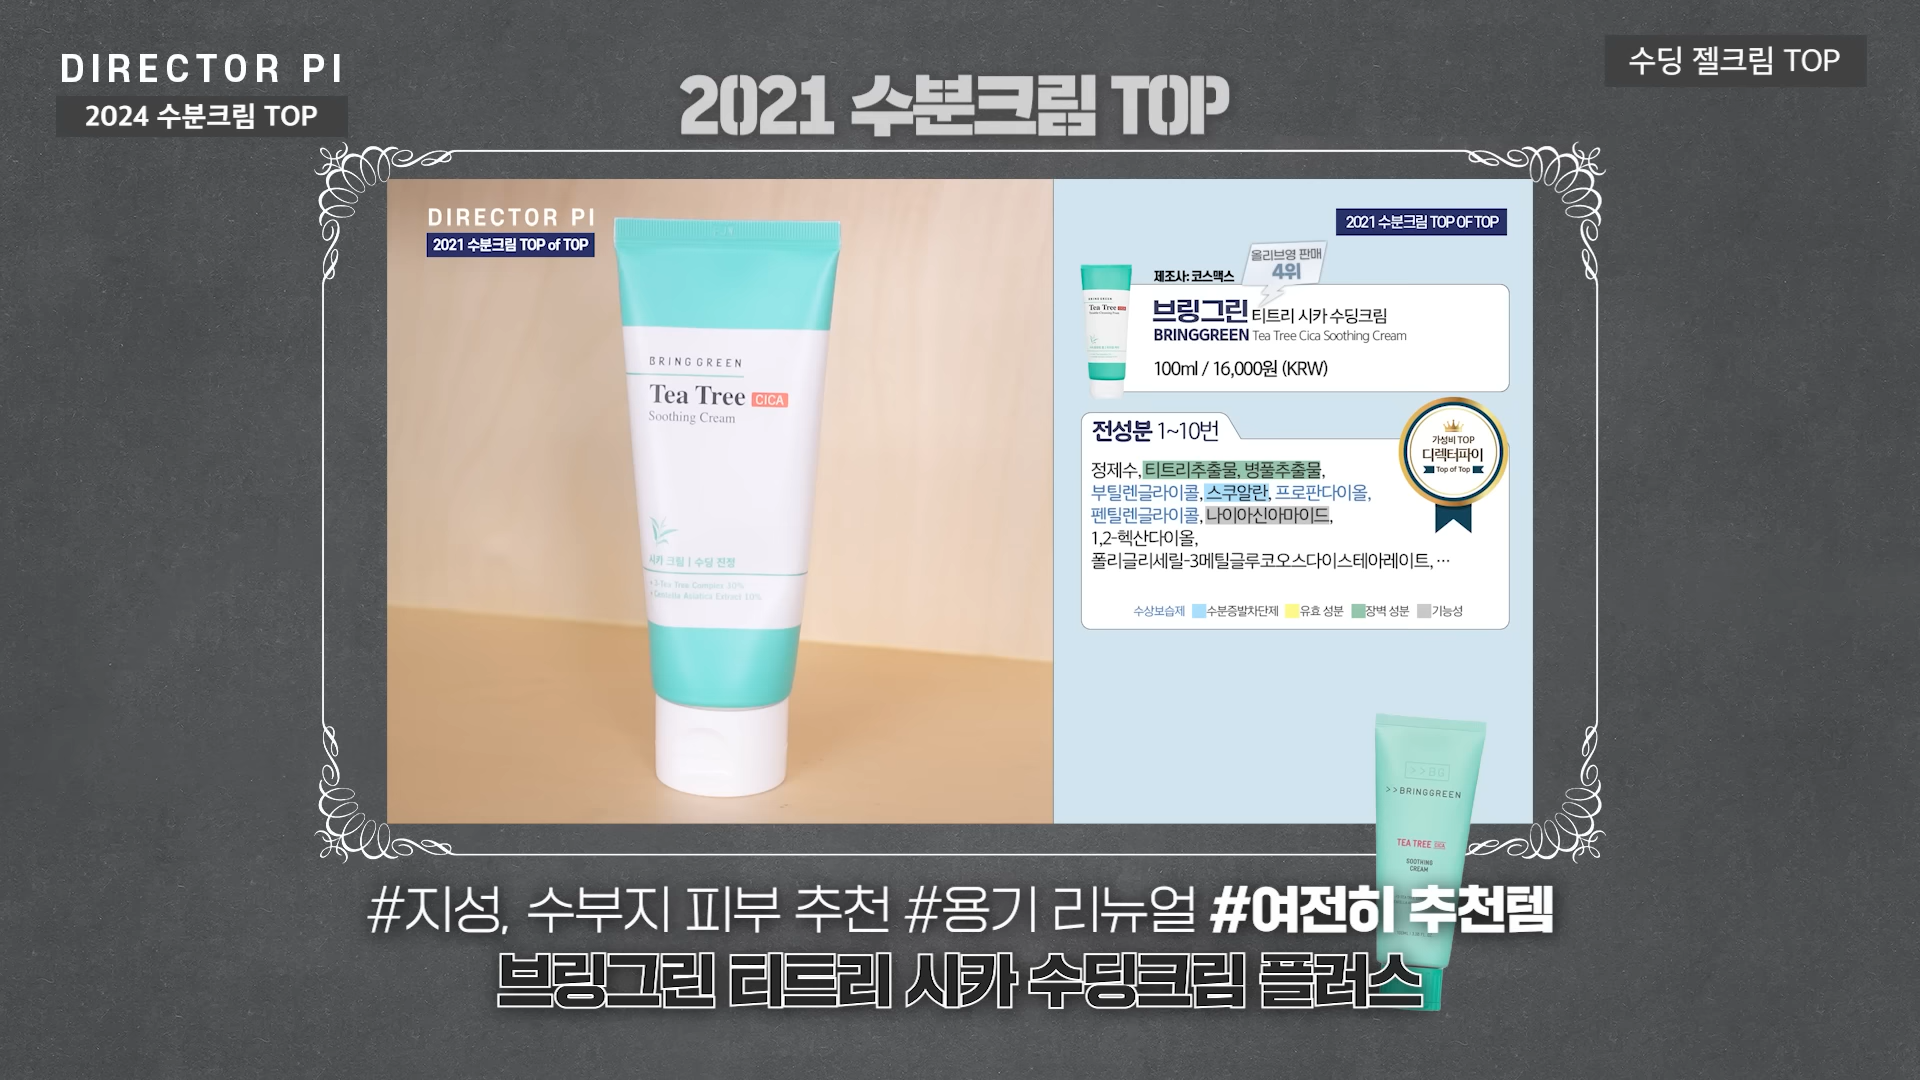 DIRECTOR PI
2024 수분크림 TOP
수딩 젤크림 TOP
2021 수분크림 TOP
DIRECTOR PI
2021 수분크림 TOP of TOP
BRING GREEN
Tea Tree CICA
Soothing Cream
시카 크림 | 수딩 진정
+ 3-Tea Tree Complex 10%
+ Centella Asiatica Extract 10%
2021 수분크림 TOP OF TOP
올리브영 판매
4위
제조사: 코스맥스
브링그린 티트리 시카 수딩크림
BRINGGREEN Tea Tree Cica Soothing Cream
100ml / 16,000원 (KRW)
Tea Tree
전성분 1~10번
가성비 TOP
디렉터파이
Top of Top
정제수, 티트리추출물, 병풀추출물,
부틸렌글라이콜, 스쿠알란, 프로판다이올,
펜틸렌글라이콜, 나이아신아마이드,
1,2-헥산다이올,
폴리글리세릴-3메틸글루코오스다이스테아레이트, …
수상보습제 수분증발차단제 유효 성분 장벽 성분 기능성
>>BG
>>BRINGGREEN
TEA TREE CICA
SOOTHING
CREAM
#지성, 수부지 피부 추천 #용기 리뉴얼 #여전히 추천템
브링그린 티트리 시카 수딩크림 플러스